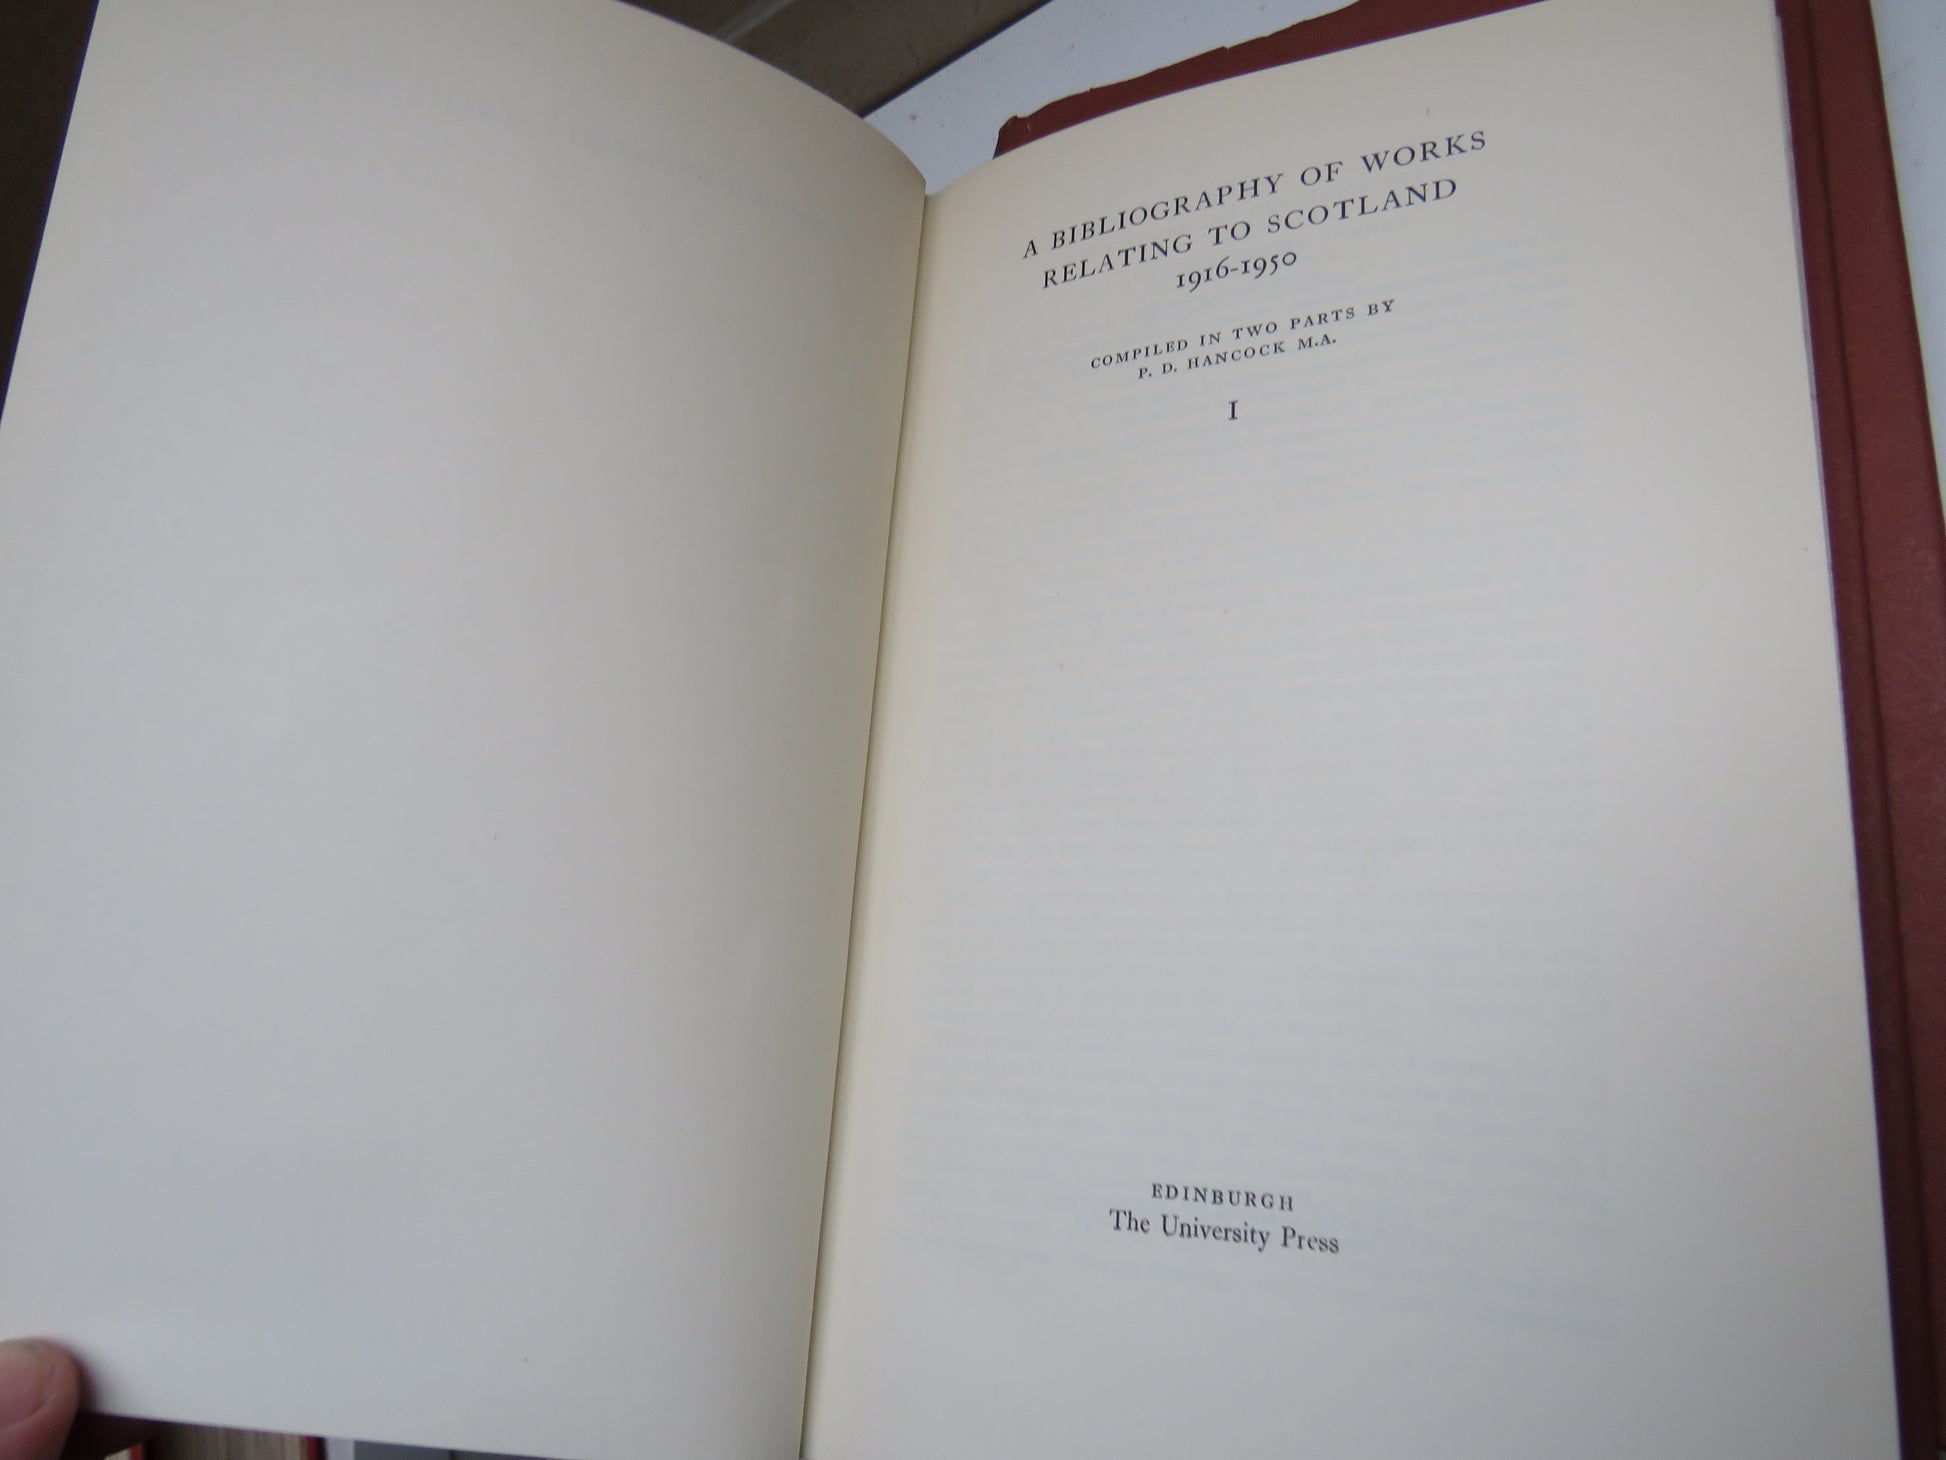 A BIBLIOGRAPHY OF WORKS
RELATING TO SCOTLAND
1916-1950
COMPILED IN TWO PARTS BY
P. D. HANCOCK M.A.
I
EDINBURGH
The University Press